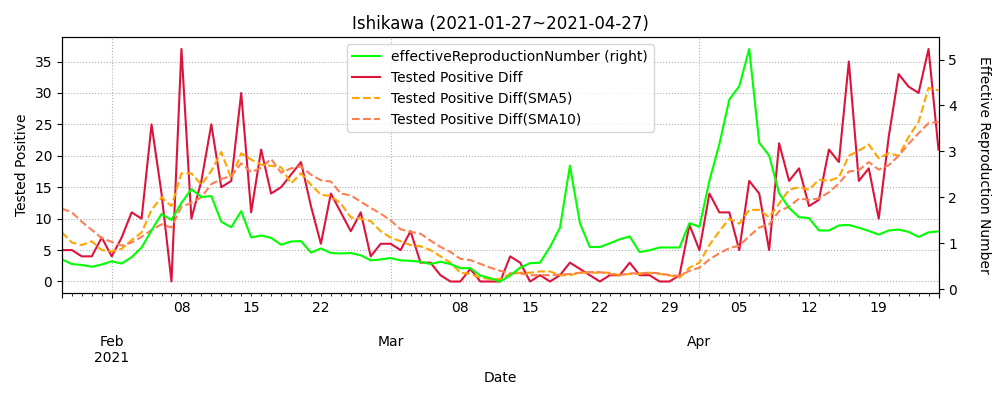 Ishikawa (2021-01-27~2021-04-27)
effectiveReproductionNumber (right)
Tested Positive Diff
Tested Positive Diff(SMA5)
Tested Positive Diff(SMA10)
Tested Positive
35
30
25
20
15
10
5
0
Effective Reproduction Number
5
4
3
2
1
0
08
15
22
08
15
22
29
05
12
19
Feb
2021
Mar
Apr
Date